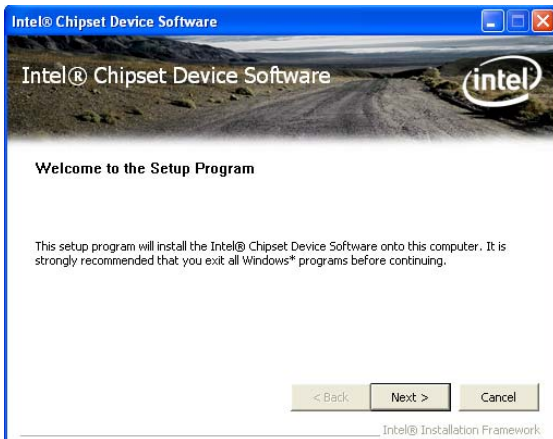 Intel® Chipset Device Software
Intel® Chipset Device Software
intel
Welcome to the Setup Program
This setup program will install the Intel® Chipset Device Software onto this computer. It is
strongly recommended that you exit all Windows* programs before continuing.
< Back
Next >
Cancel
Intel® Installation Framework